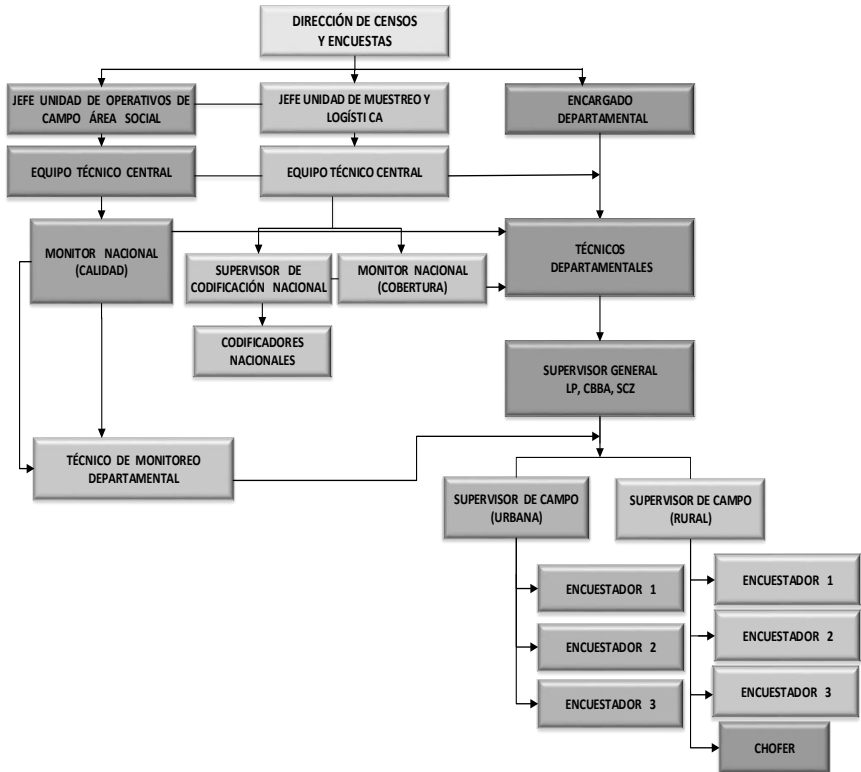 DIRECCIÓN DE CENSOS
Y ENCUESTAS
JEFE UNIDAD DE OPERATIVOS DE
CAMPO ÁREA SOCIAL
JEFE UNIDAD DE MUESTREO Y
LOGÍSTI CA
ENCARGADO
DEPARTAMENTAL
EQUIPO TÉCNICO CENTRAL
EQUIPO TÉCNICO CENTRAL
MONITOR NACIONAL
(CALIDAD)
SUPERVISOR DE
CODIFICACIÓN NACIONAL
MONITOR NACIONAL
(COBERTURA)
TÉCNICOS
DEPARTAMENTALES
CODIFICADORES
NACIONALES
SUPERVISOR GENERAL
LP, CBBA, SCZ
TÉCNICO DE MONITOREO
DEPARTAMENTAL
SUPERVISOR DE CAMPO
(URBANA)
SUPERVISOR DE CAMPO
(RURAL)
ENCUESTADOR 1
ENCUESTADOR 2
ENCUESTADOR 3
ENCUESTADOR 1
ENCUESTADOR 2
ENCUESTADOR 3
CHOFER